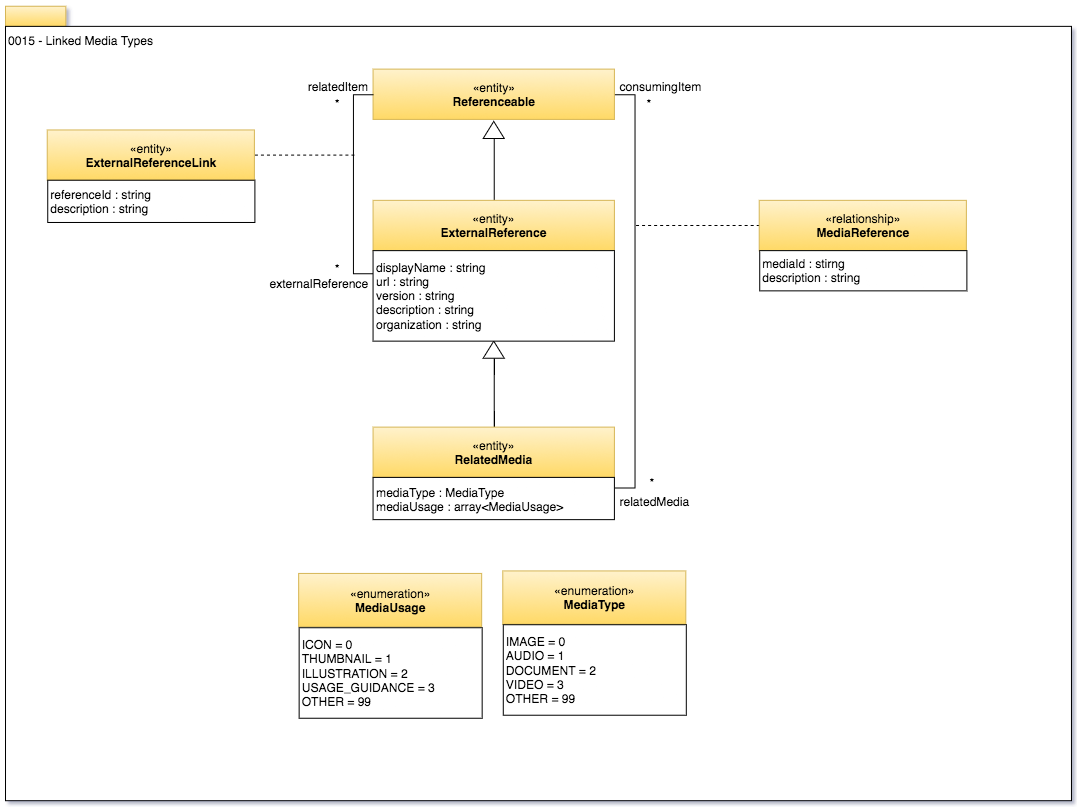 0015 - Linked Media Types
relatedItem
*
«entity»
Referenceable
consumingItem
*
«entity»
ExternalReferenceLink
referenceId : string
description : string
«entity»
ExternalReference
displayName : string
url : string
version : string
description : string
organization : string
*
externalReference
«relationship»
MediaReference
mediaId : stirng
description : string
«entity»
RelatedMedia
mediaType : MediaType
mediaUsage : array<MediaUsage>
*
relatedMedia
«enumeration»
MediaUsage
ICON = 0
THUMBNAIL = 1
ILLUSTRATION = 2
USAGE_GUIDANCE = 3
OTHER = 99
«enumeration»
MediaType
IMAGE = 0
AUDIO = 1
DOCUMENT = 2
VIDEO = 3
OTHER = 99